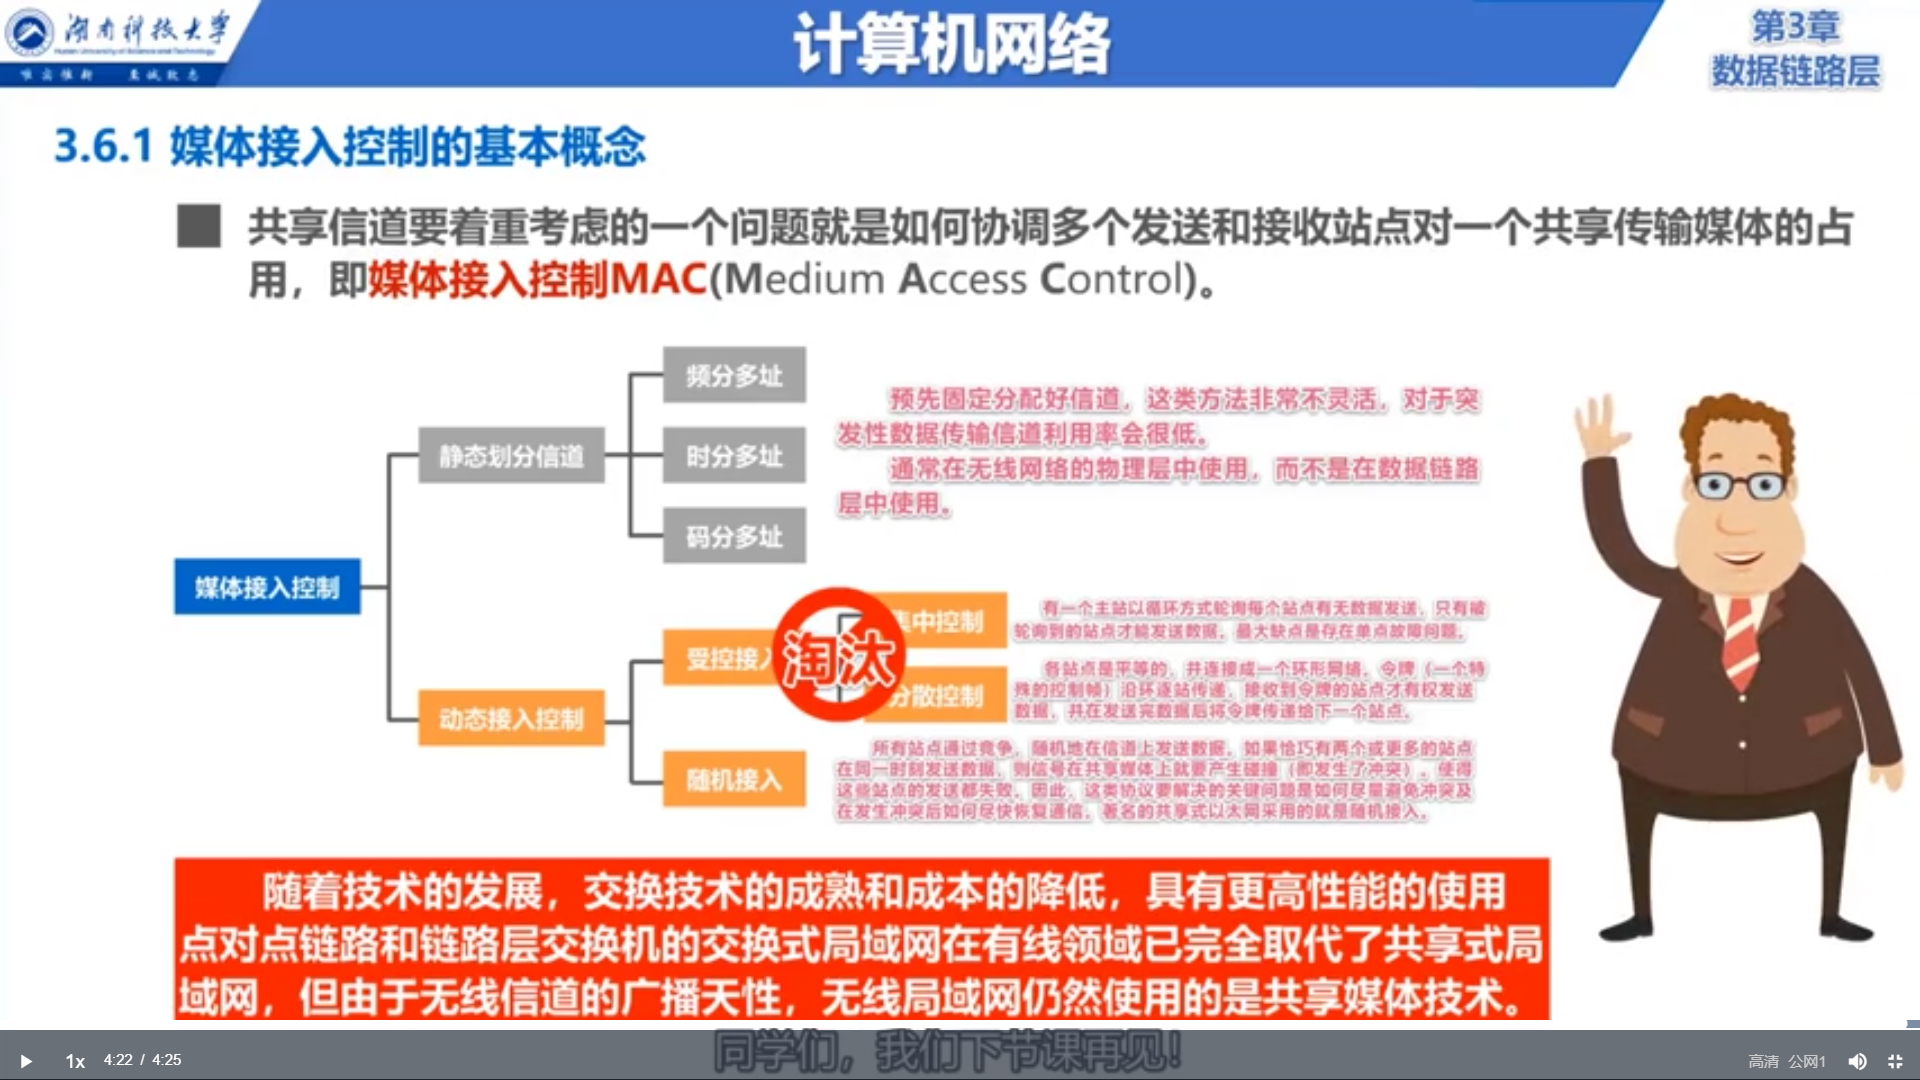 湖南科技大学
Hunan University of Science and Technology
唯实惟新 至诚致志
计算机网络
第3章
数据链路层
3.6.1 媒体接入控制的基本概念
共享信道要着重考虑的一个问题就是如何协调多个发送和接收站点对一个共享传输媒体的占
用，即媒体接入控制MAC(Medium Access Control)。
频分多址
静态划分信道
时分多址
码分多址
预先固定分配好信道，这类方法非常不灵活，对于突
发性数据传输信道利用率会很低。
通常在无线网络的物理层中使用，而不是在数据链路
层中使用。
媒体接入控制
动态接入控制
受控接入
淘汰
集中控制
有一个主站以循环方式轮询每个站点有无数据发送，只有被
轮询到的站点才能发送数据。最大缺点是存在单点故障问题。
分散控制
各站点是平等的，并连接成一个环形网络。令牌（一个特
殊的控制帧）沿环逐站传递，接收到令牌的站点才有权发送
数据，并在发送完数据后将令牌传递给下一个站点。
随机接入
所有站点通过竞争，随机地在信道上发送数据。如果恰巧有两个或更多的站点
在同一时刻发送数据，则信号在共享媒体上就要产生碰撞（即发生了冲突），使得
这些站点的发送都失败。因此，这类协议要解决的关键问题是如何尽量避免冲突及
在发生冲突后如何尽快恢复通信。著名的共享式以太网采用的就是随机接入。
随着技术的发展，交换技术的成熟和成本的降低，具有更高性能的使用
点对点链路和链路层交换机的交换式局域网在有线领域已完全取代了共享式局
域网，但由于无线信道的广播天性，无线局域网仍然使用的是共享媒体技术。
同学们，我们下节课再见！
1x
4:22 / 4:25
高清 公网1